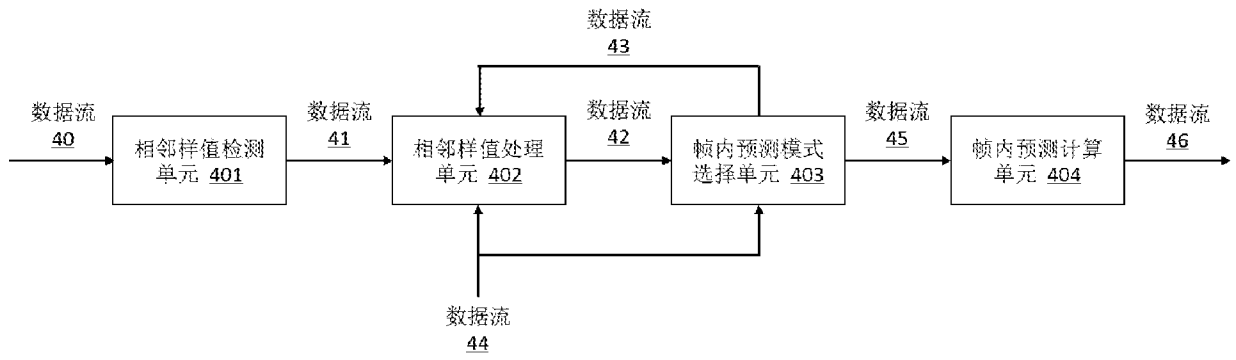 数据流
43
数据流
40
数据流
41
数据流
42
数据流
45
数据流
46
相邻样值检测
单元 401
相邻样值处理
单元 402
帧内预测模式
选择单元 403
帧内预测计算
单元 404
数据流
44